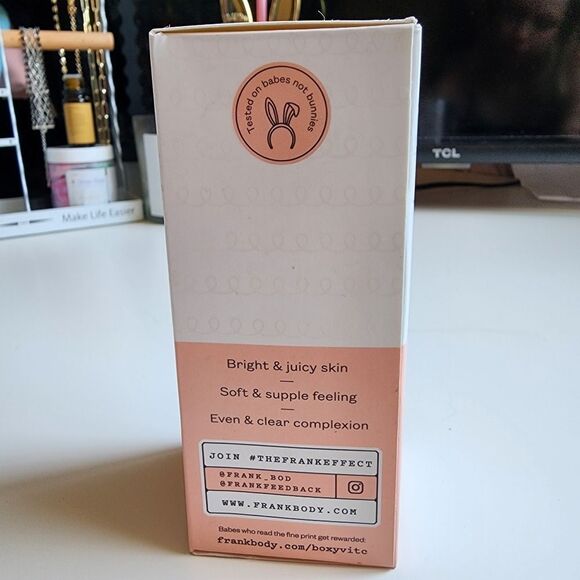 Tested on babes not bunnies
TCL
Make Life Easier
Bright & juicy skin
Soft & supple feeling
Even & clear complexion
JOIN #THEFRANKEFFECT
@FRANK_BOD
@FRANKFEEDBACK
WWW.FRANKBODY.COM
Babes who read the fine print get rewarded:
frankbody.com/boxyvitc